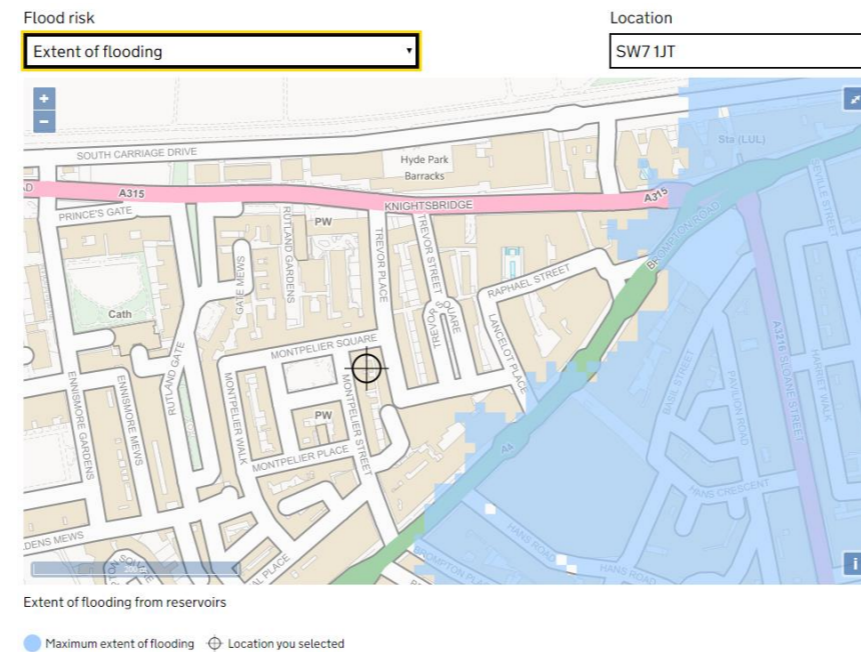 Flood risk
Location
Extent of flooding
SW7 1JT
+
−
SOUTH CARRIAGE DRIVE
Hyde Park
Barracks
Sta (LUL)
A315
KNIGHTSBRIDGE
A315
PRINCE'S GATE
PW
RUTLAND GARDENS
TREVOR PLACE
TREVOR STREET
BROMPTON ROAD
GATE MEWS
RAPHAEL STREET
Cath
TREVOR SQUARE
LANCELOT PLACE
MONTPELIER SQUARE
RUTLAND GATE
A3216 SLOANE STREET
HARRIET WALK
BASIL STREET
PAVILION ROAD
ENNISMORE GARDENS
ENNISMORE MEWS
MONTPELIER WALK
MONTPELIER STREET
PW
MONTPELIER PLACE
A4
HANS CRESCENT
HANS ROAD
HANS ROAD
DENS MEWS
i
Extent of flooding from reservoirs
Maximum extent of flooding
Location you selected